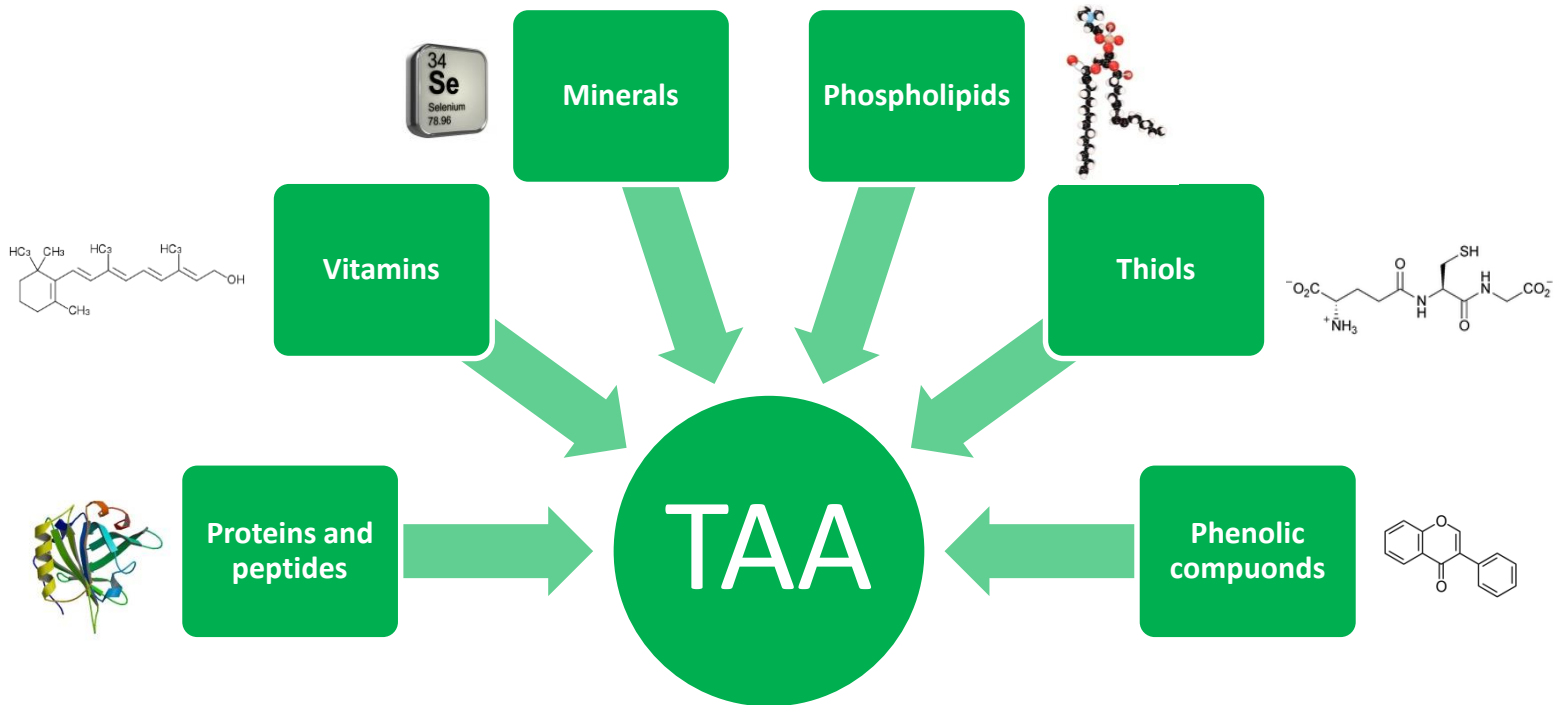 34
Se
Selenium
78.96
Minerals
Phospholipids
HC₃ CH₃ HC₃ HC₃
OH
CH₃
Vitamins
Thiols
SH
O
⁻O₂C N H N H CO₂⁻
⁺NH₃ O
Proteins and
peptides
TAA
Phenolic
compuonds
O
O